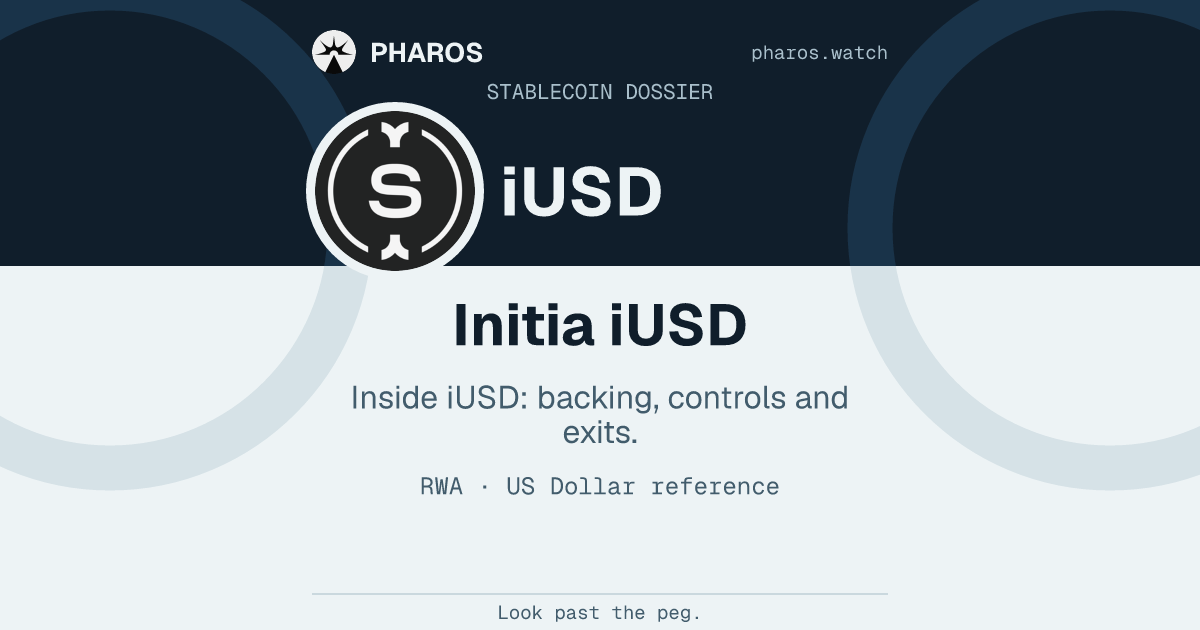 PHAROS
pharos.watch
STABLECOIN DOSSIER
S
iUSD
Initia iUSD
Inside iUSD: backing, controls and
exits.
RWA · US Dollar reference
Look past the peg.